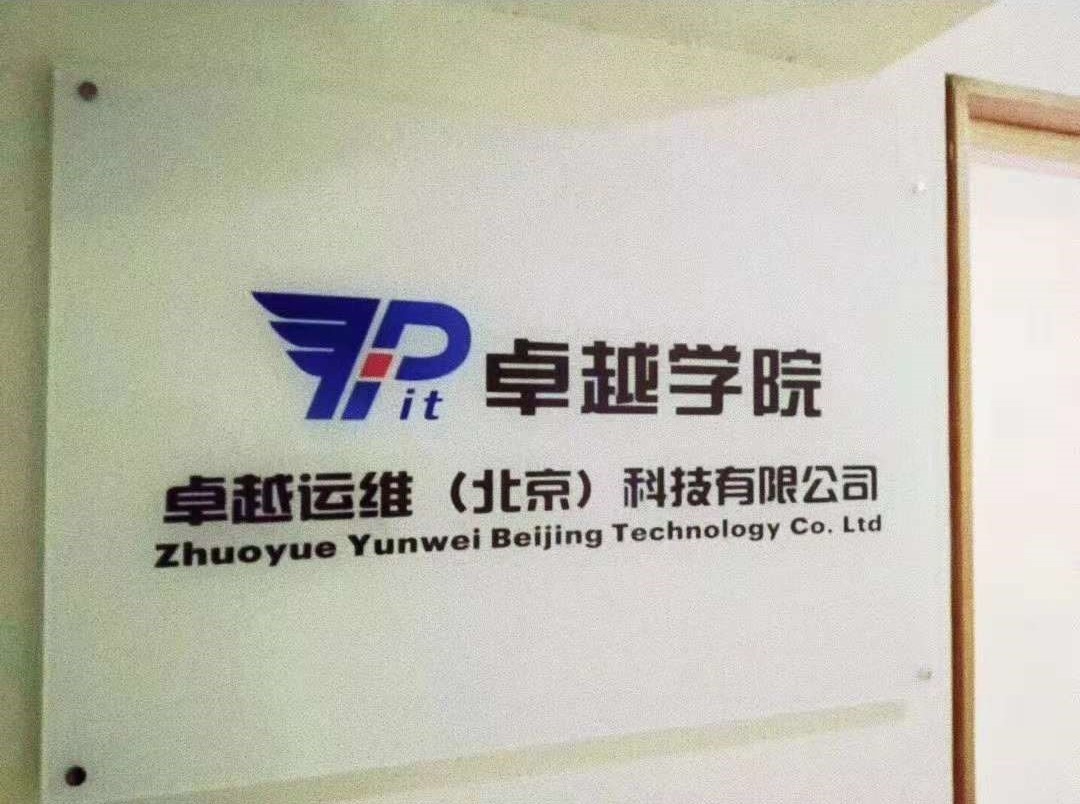 it 卓越学院
卓越运维（北京）科技有限公司
Zhuoyue Yunwei Beijing Technology Co. Ltd